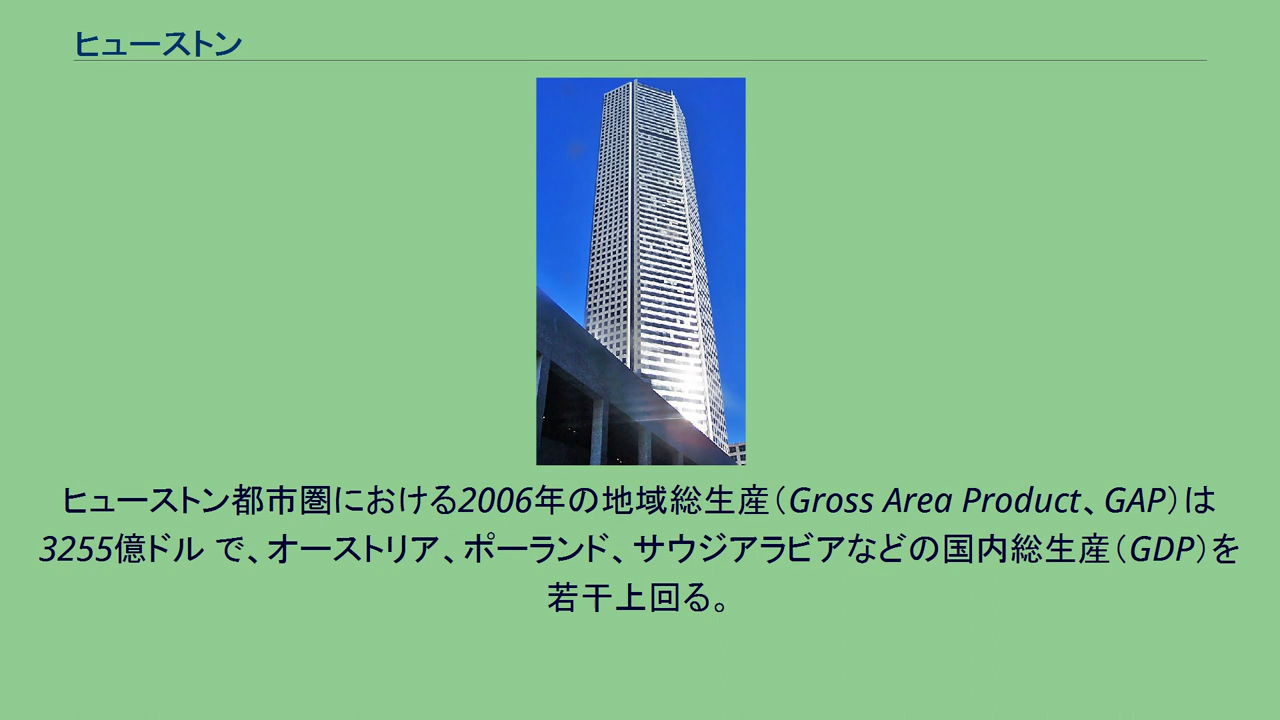 ヒューストン
ヒューストン都市圏における2006年の地域総生産（Gross Area Product、GAP）は
3255億ドル で、オーストリア、ポーランド、サウジアラビアなどの国内総生産（GDP）を
若干上回る。